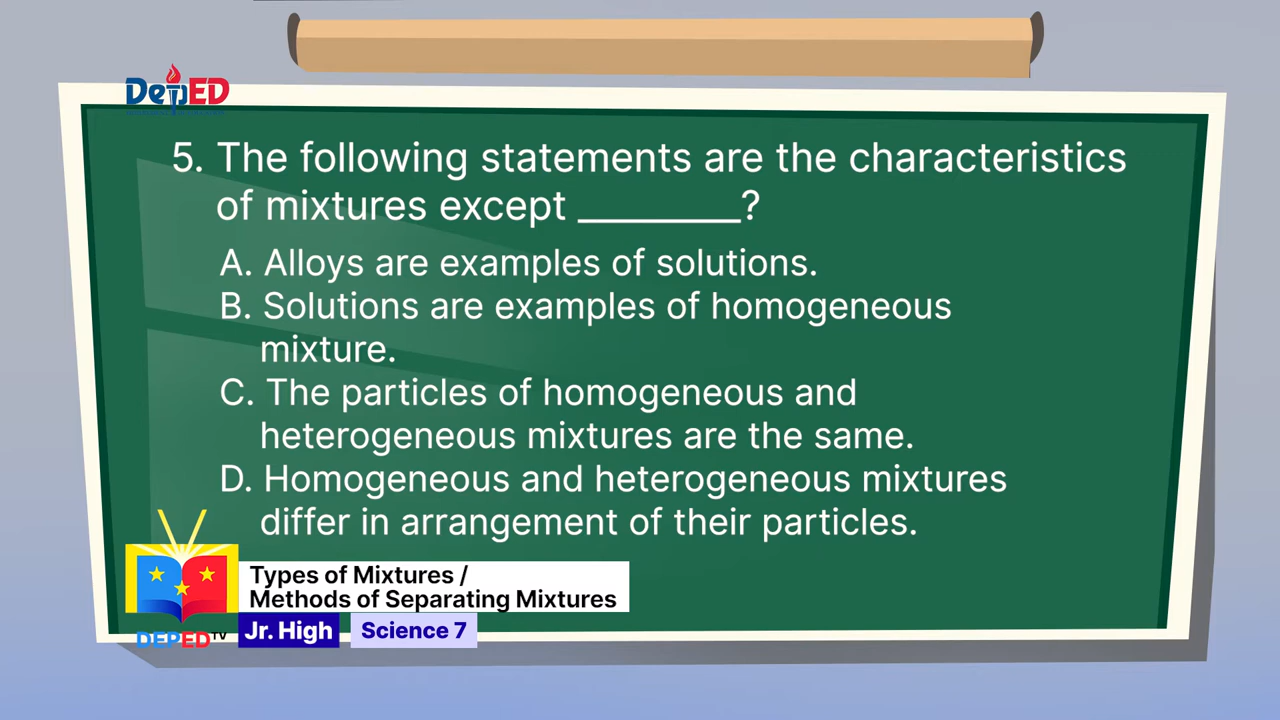 DepED
5. The following statements are the characteristics
of mixtures except ________?
A. Alloys are examples of solutions.
B. Solutions are examples of homogeneous
mixture.
C. The particles of homogeneous and
heterogeneous mixtures are the same.
D. Homogeneous and heterogeneous mixtures
differ in arrangement of their particles.
Types of Mixtures /
Methods of Separating Mixtures
DEPED TV
Jr. High
Science 7